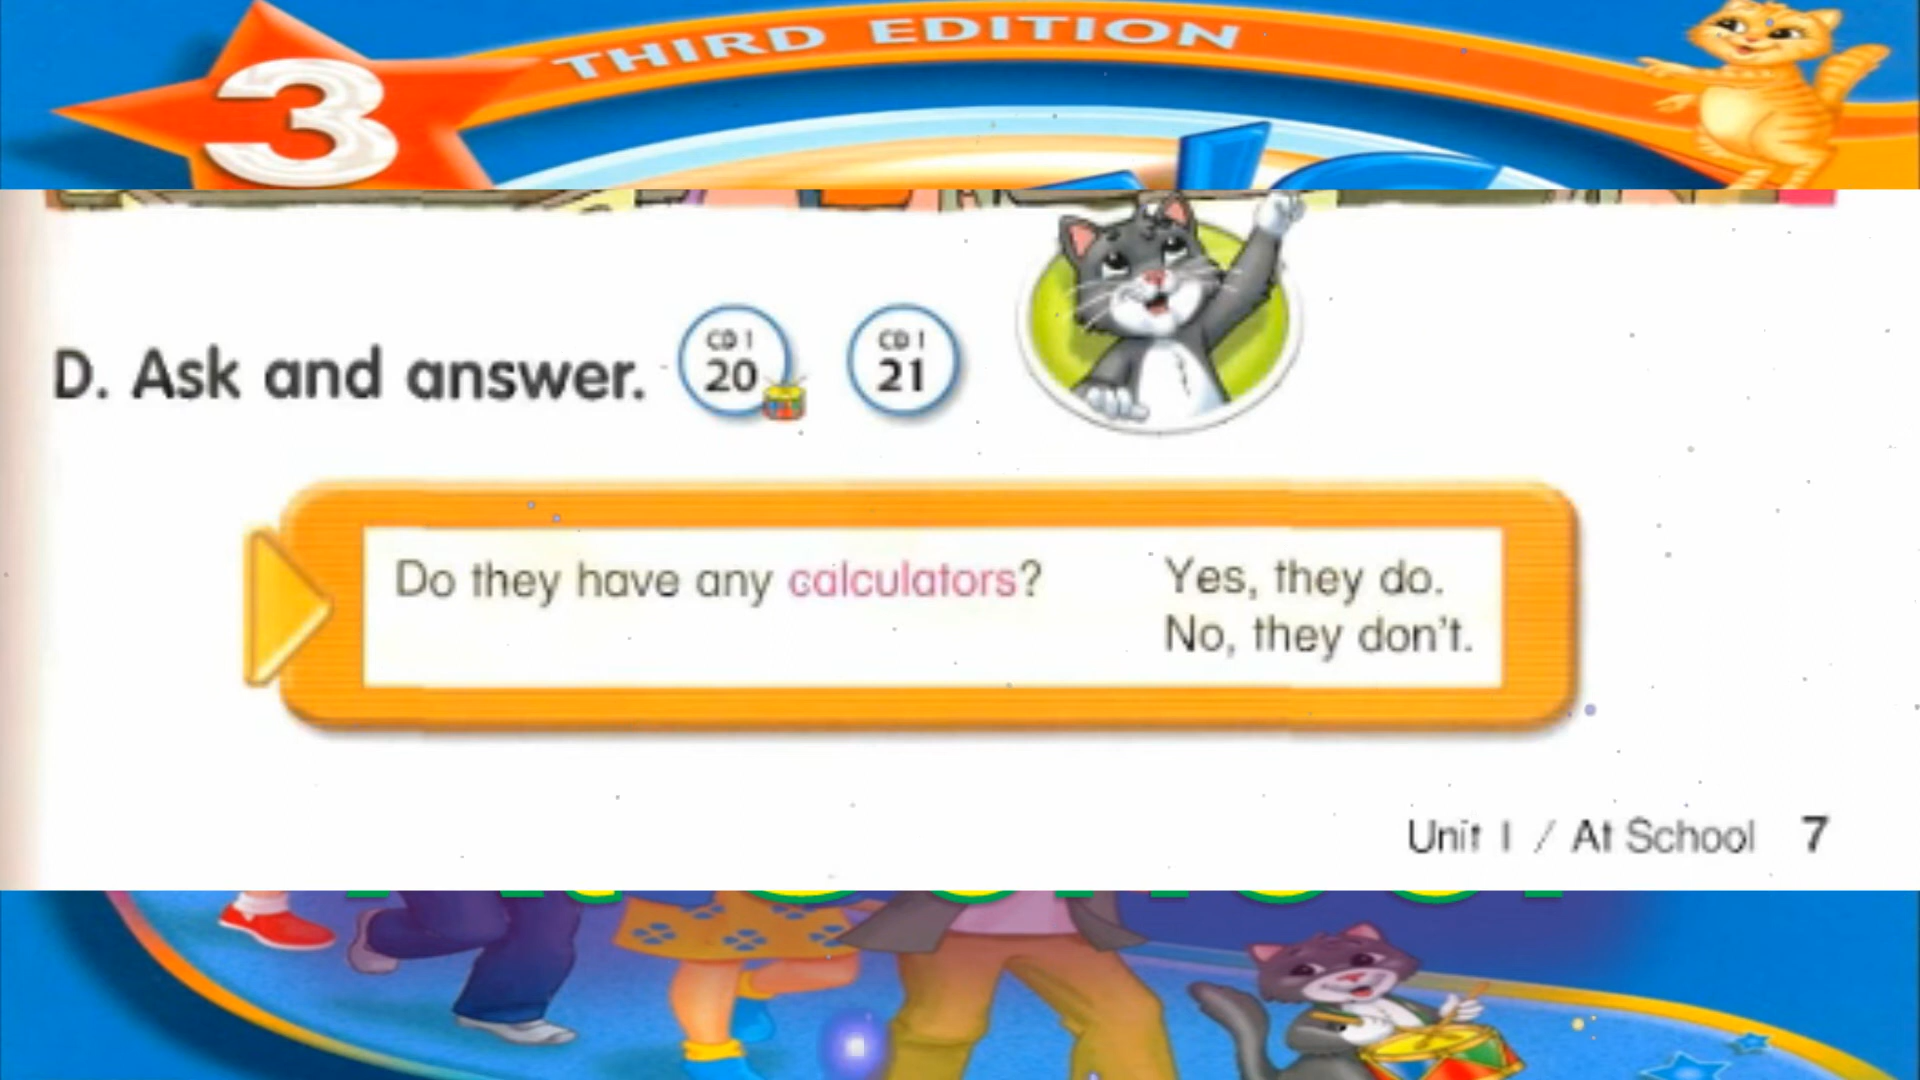 3
THIRD EDITION
D. Ask and answer.
CD 1
20
CD 1
21
Do they have any calculators?
Yes, they do.
No, they don't.
Unit 1 / At School 7